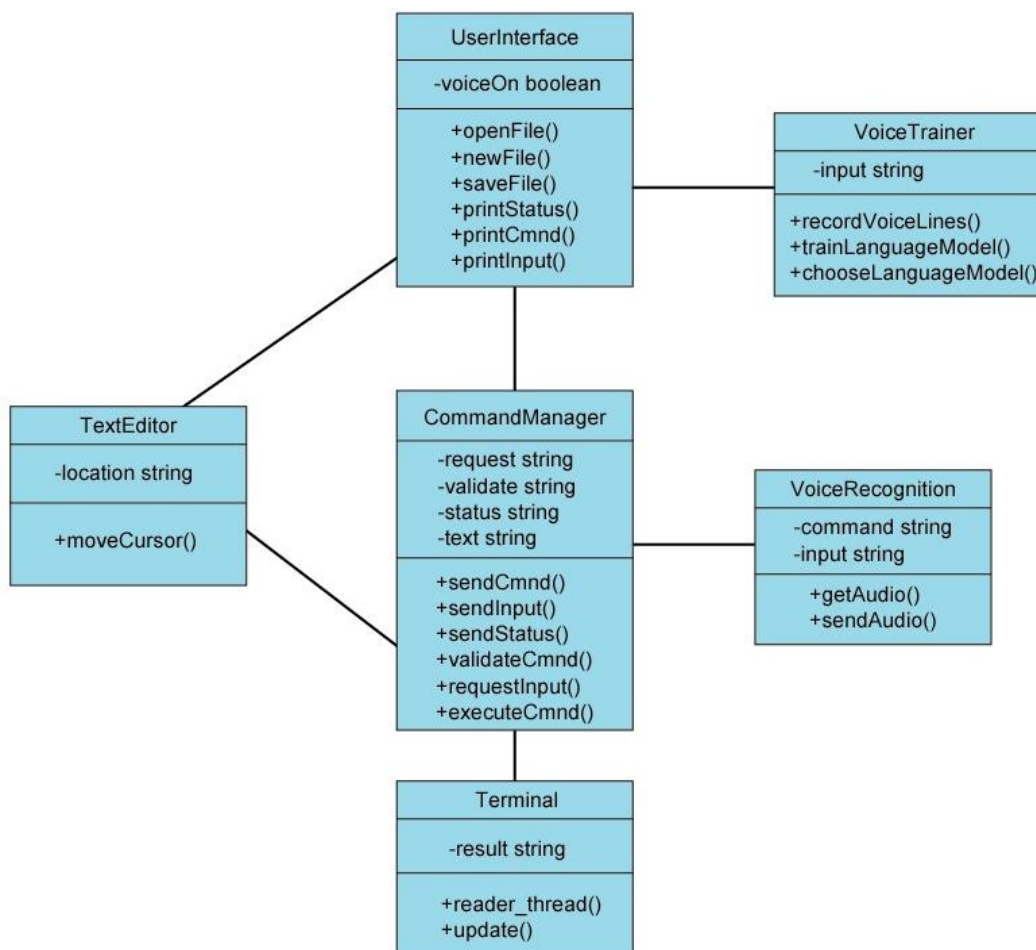 UserInterface
-voiceOn boolean
+openFile()
+newFile()
+saveFile()
+printStatus()
+printCmnd()
+printInput()
VoiceTrainer
-input string
+recordVoiceLines()
+trainLanguageModel()
+chooseLanguageModel()
TextEditor
-location string
+moveCursor()
CommandManager
-request string
-validate string
-status string
-text string
+sendCmnd()
+sendInput()
+sendStatus()
+validateCmnd()
+requestInput()
+executeCmnd()
VoiceRecognition
-command string
-input string
+getAudio()
+sendAudio()
Terminal
-result string
+reader_thread()
+update()